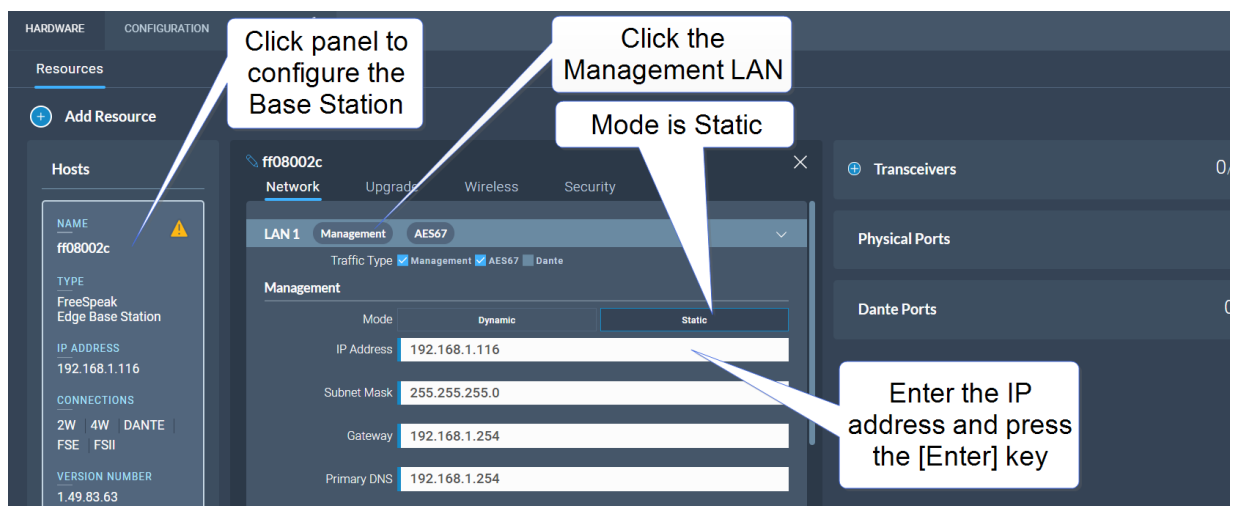 HARDWARE CONFIGURATION
Click panel to
configure the
Base Station
Click the
Management LAN
Resources
Mode is Static
Add Resource
Hosts
NAME
ff08002c
TYPE
FreeSpeak
Edge Base Station
IP ADDRESS
192.168.1.116
CONNECTIONS
2W 4W DANTE
FSE FSII
VERSION NUMBER
1.49.83.63
ff08002c
Network Upgrade Wireless Security
LAN 1 Management AES67
Traffic Type Management AES67 Dante
Management
Mode Dynamic Static
IP Address 192.168.1.116
Subnet Mask 255.255.255.0
Gateway 192.168.1.254
Primary DNS 192.168.1.254
Transceivers 0/
Physical Ports
Dante Ports
Enter the IP
address and press
the [Enter] key